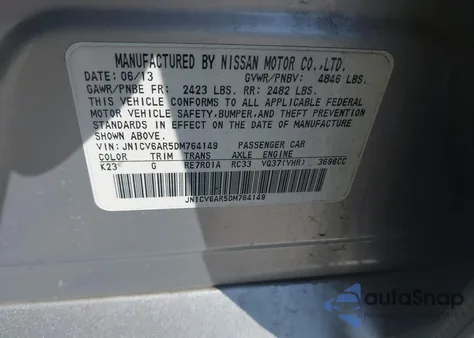 MANUFACTURED BY NISSAN MOTOR CO.,LTD.
DATE: 06/13 GVWR/PNBV: 4846 LBS.
GAWR/PNBE FR: 2423 LBS. RR: 2482 LBS.
THIS VEHICLE CONFORMS TO ALL APPLICABLE FEDERAL
MOTOR VEHICLE SAFETY, BUMPER, AND THEFT PREVENTION
STANDARDS IN EFFECT ON THE DATE OF MANUFACTURE
SHOWN ABOVE.
VIN: JN1CV6AR5DM764149 PASSENGER CAR
COLOR TRIM TRANS AXLE ENGINE
K23 G RE7R01A RC33 VQ37(VHR) 3696CC
JN1CV6AR5DM764149
autoSnap